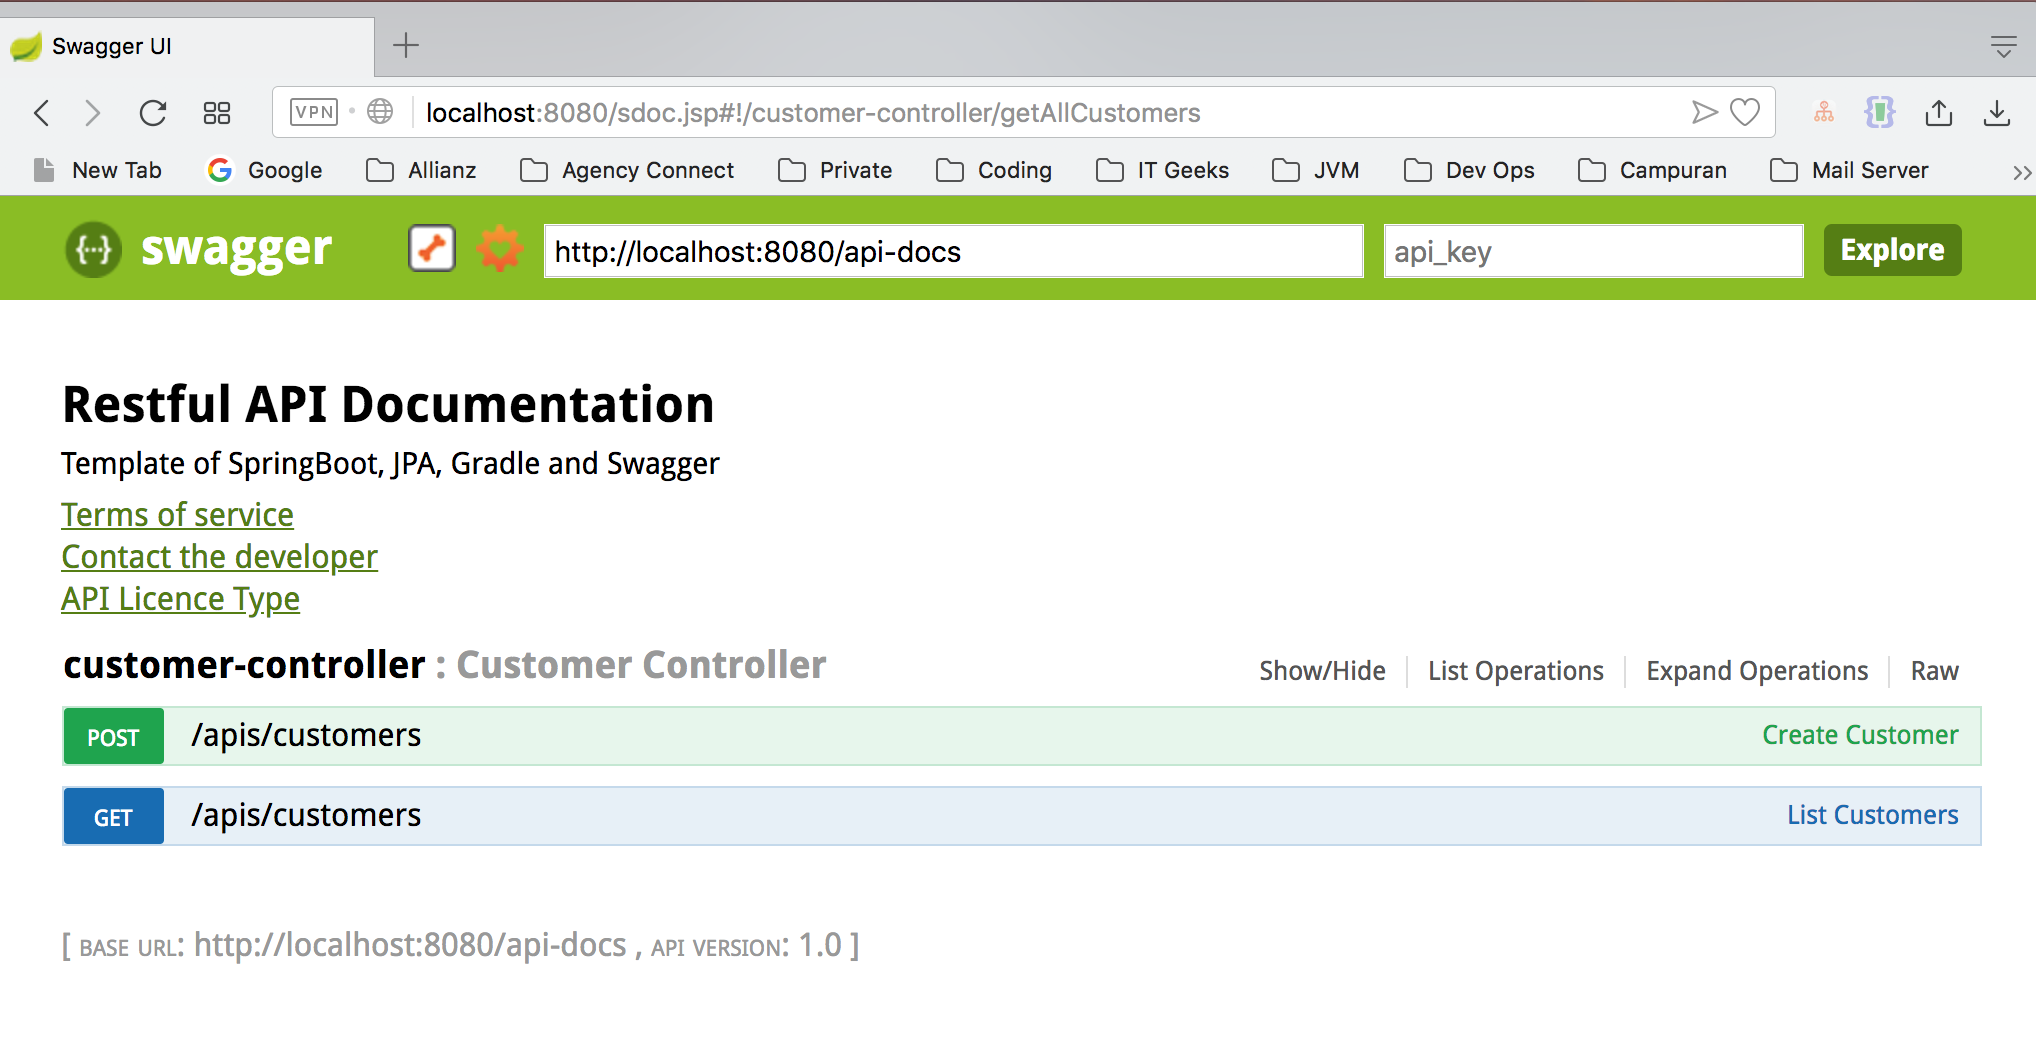 Swagger UI
VPN localhost:8080/sdoc.jsp#!/customer-controller/getAllCustomers
New Tab Google Allianz Agency Connect Private Coding IT Geeks JVM Dev Ops Campuran Mail Server
{···} swagger http://localhost:8080/api-docs api_key Explore
Restful API Documentation
Template of SpringBoot, JPA, Gradle and Swagger
Terms of service
Contact the developer
API Licence Type
customer-controller : Customer Controller Show/Hide List Operations Expand Operations Raw
POST /apis/customers Create Customer
GET /apis/customers List Customers
[ BASE URL: http://localhost:8080/api-docs , API VERSION: 1.0 ]